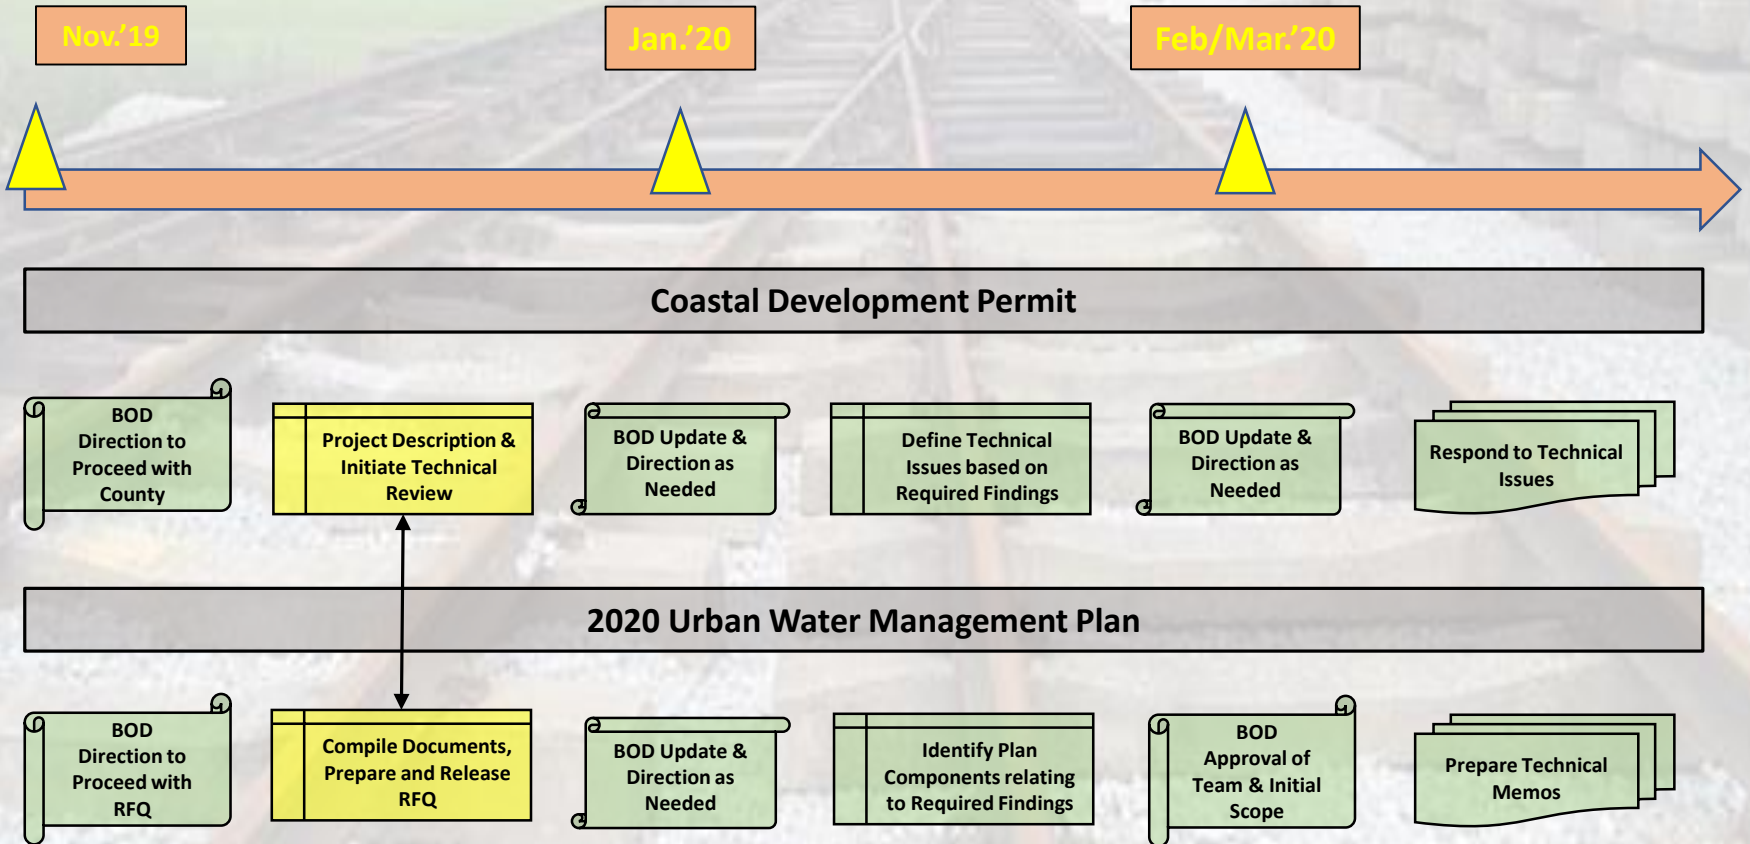 Nov.’19
Jan.’20
Feb/Mar.’20
Coastal Development Permit
BOD
Direction to
Proceed with
County
Project Description &
Initiate Technical
Review
BOD Update &
Direction as
Needed
Define Technical
Issues based on
Required Findings
BOD Update &
Direction as
Needed
Respond to Technical
Issues
2020 Urban Water Management Plan
BOD
Direction to
Proceed with
RFQ
Compile Documents,
Prepare and Release
RFQ
BOD Update &
Direction as
Needed
Identify Plan
Components relating
to Required Findings
BOD
Approval of
Team & Initial
Scope
Prepare Technical
Memos